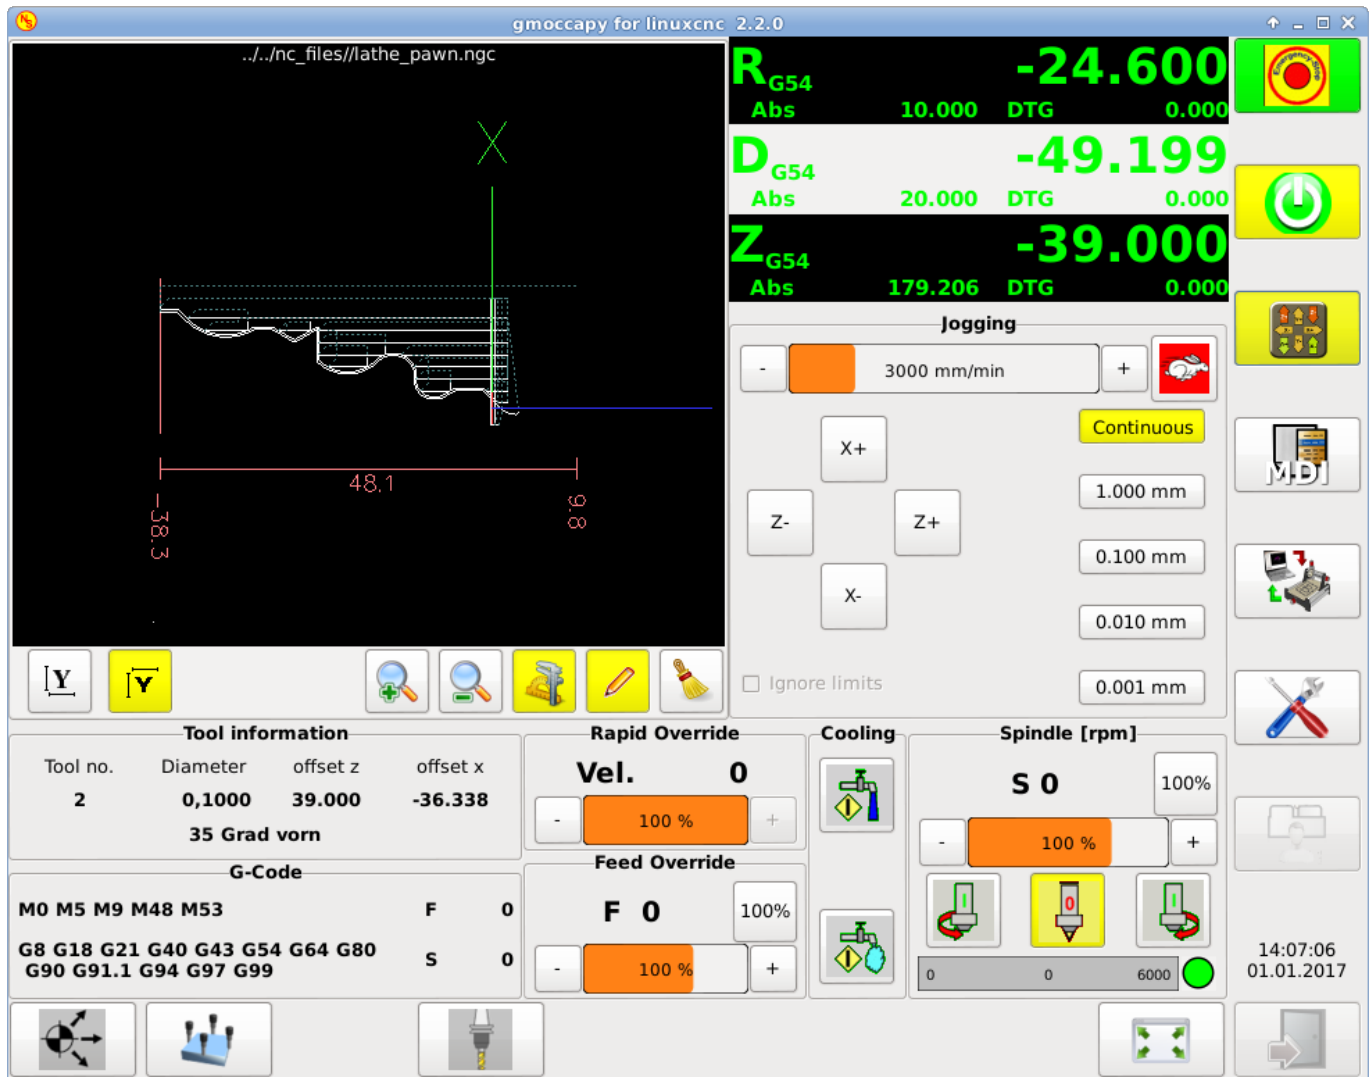 gmoccapy for linuxcnc 2.2.0
../../nc_files//lathe_pawn.ngc
X
48.1
-38.3
9.8
R G54 -24.600
Abs 10.000 DTG 0.000
D G54 -49.199
Abs 20.000 DTG 0.000
Z G54 -39.000
Abs 179.206 DTG 0.000
Emergency-Stop
Jogging
- 3000 mm/min +
Continuous
X+
1.000 mm
Z- Z+
0.100 mm
X-
0.010 mm
Ignore limits
0.001 mm
MDI
Y Y
Tool information
Tool no. Diameter offset z offset x
2 0,1000 39.000 -36.338
35 Grad vorn
G-Code
M0 M5 M9 M48 M53 F 0
G8 G18 G21 G40 G43 G54 G64 G80
G90 G91.1 G94 G97 G99
S 0
Rapid Override
Vel. 0
- 100 % +
Feed Override
F 0 100%
- 100 % +
Cooling
Spindle [rpm]
S 0 100%
- 100 % +
I 0 I
0 0 6000
14:07:06
01.01.2017